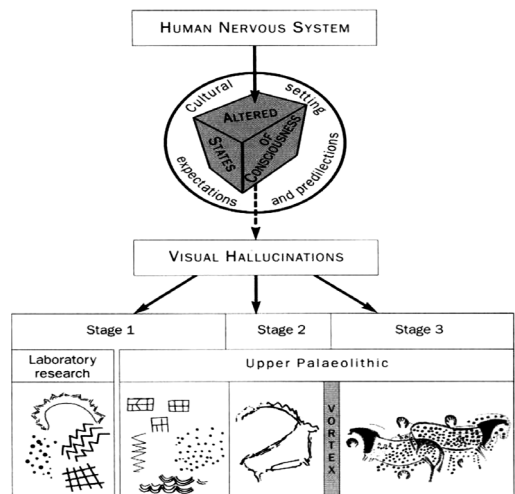 HUMAN NERVOUS SYSTEM
Cultural setting
ALTERED
STATES
OF
CONSCIOUSNESS
expectations and predilections
VISUAL HALLUCINATIONS
Stage 1 Stage 2 Stage 3
Laboratory
research
Upper Palaeolithic
VORTEX